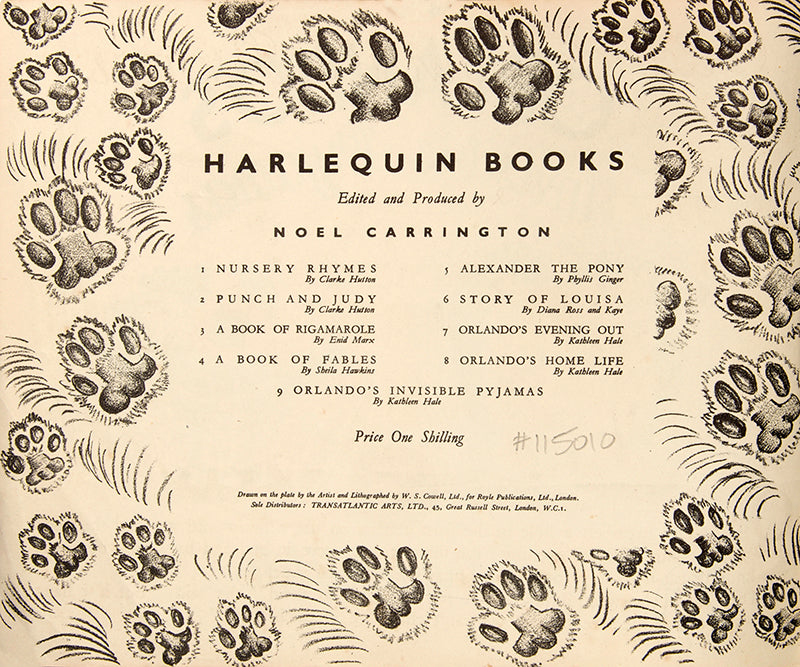 HARLEQUIN BOOKS
Edited and Produced by
NOEL CARRINGTON
1 NURSERY RHYMES
By Clarke Hutton
2 PUNCH AND JUDY
By Clarke Hutton
3 A BOOK OF RIGAMAROLE
By Enid Marx
4 A BOOK OF FABLES
By Sheila Hawkins
5 ALEXANDER THE PONY
By Phyllis Ginger
6 STORY OF LOUISA
By Diana Ross and Kaye
7 ORLANDO'S EVENING OUT
By Kathleen Hale
8 ORLANDO'S HOME LIFE
By Kathleen Hale
9 ORLANDO'S INVISIBLE PYJAMAS
By Kathleen Hale
Price One Shilling
#115010
Drawn on the plate by the Artist and Lithographed by W. S. Cowell, Ltd., for Royle Publications, Ltd., London.
Sole Distributors: TRANSATLANTIC ARTS, LTD., 45, Great Russell Street, London, W.C.1.